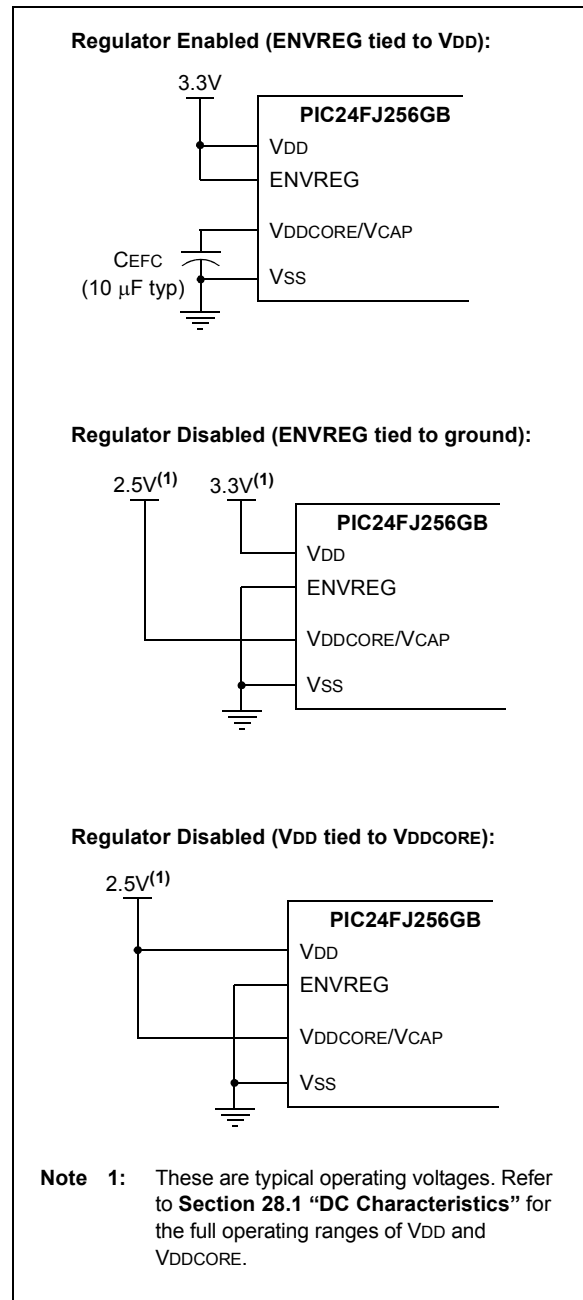 Regulator Enabled (ENVREG tied to VDD):
3.3V
PIC24FJ256GB
VDD
ENVREG
VDDCORE/VCAP
CEFC
(10 μF typ)
VSS
Regulator Disabled (ENVREG tied to ground):
2.5V(1) 3.3V(1)
PIC24FJ256GB
VDD
ENVREG
VDDCORE/VCAP
VSS
Regulator Disabled (VDD tied to VDDCORE):
2.5V(1)
PIC24FJ256GB
VDD
ENVREG
VDDCORE/VCAP
VSS
Note 1: These are typical operating voltages. Refer
to Section 28.1 “DC Characteristics” for
the full operating ranges of VDD and
VDDCORE.